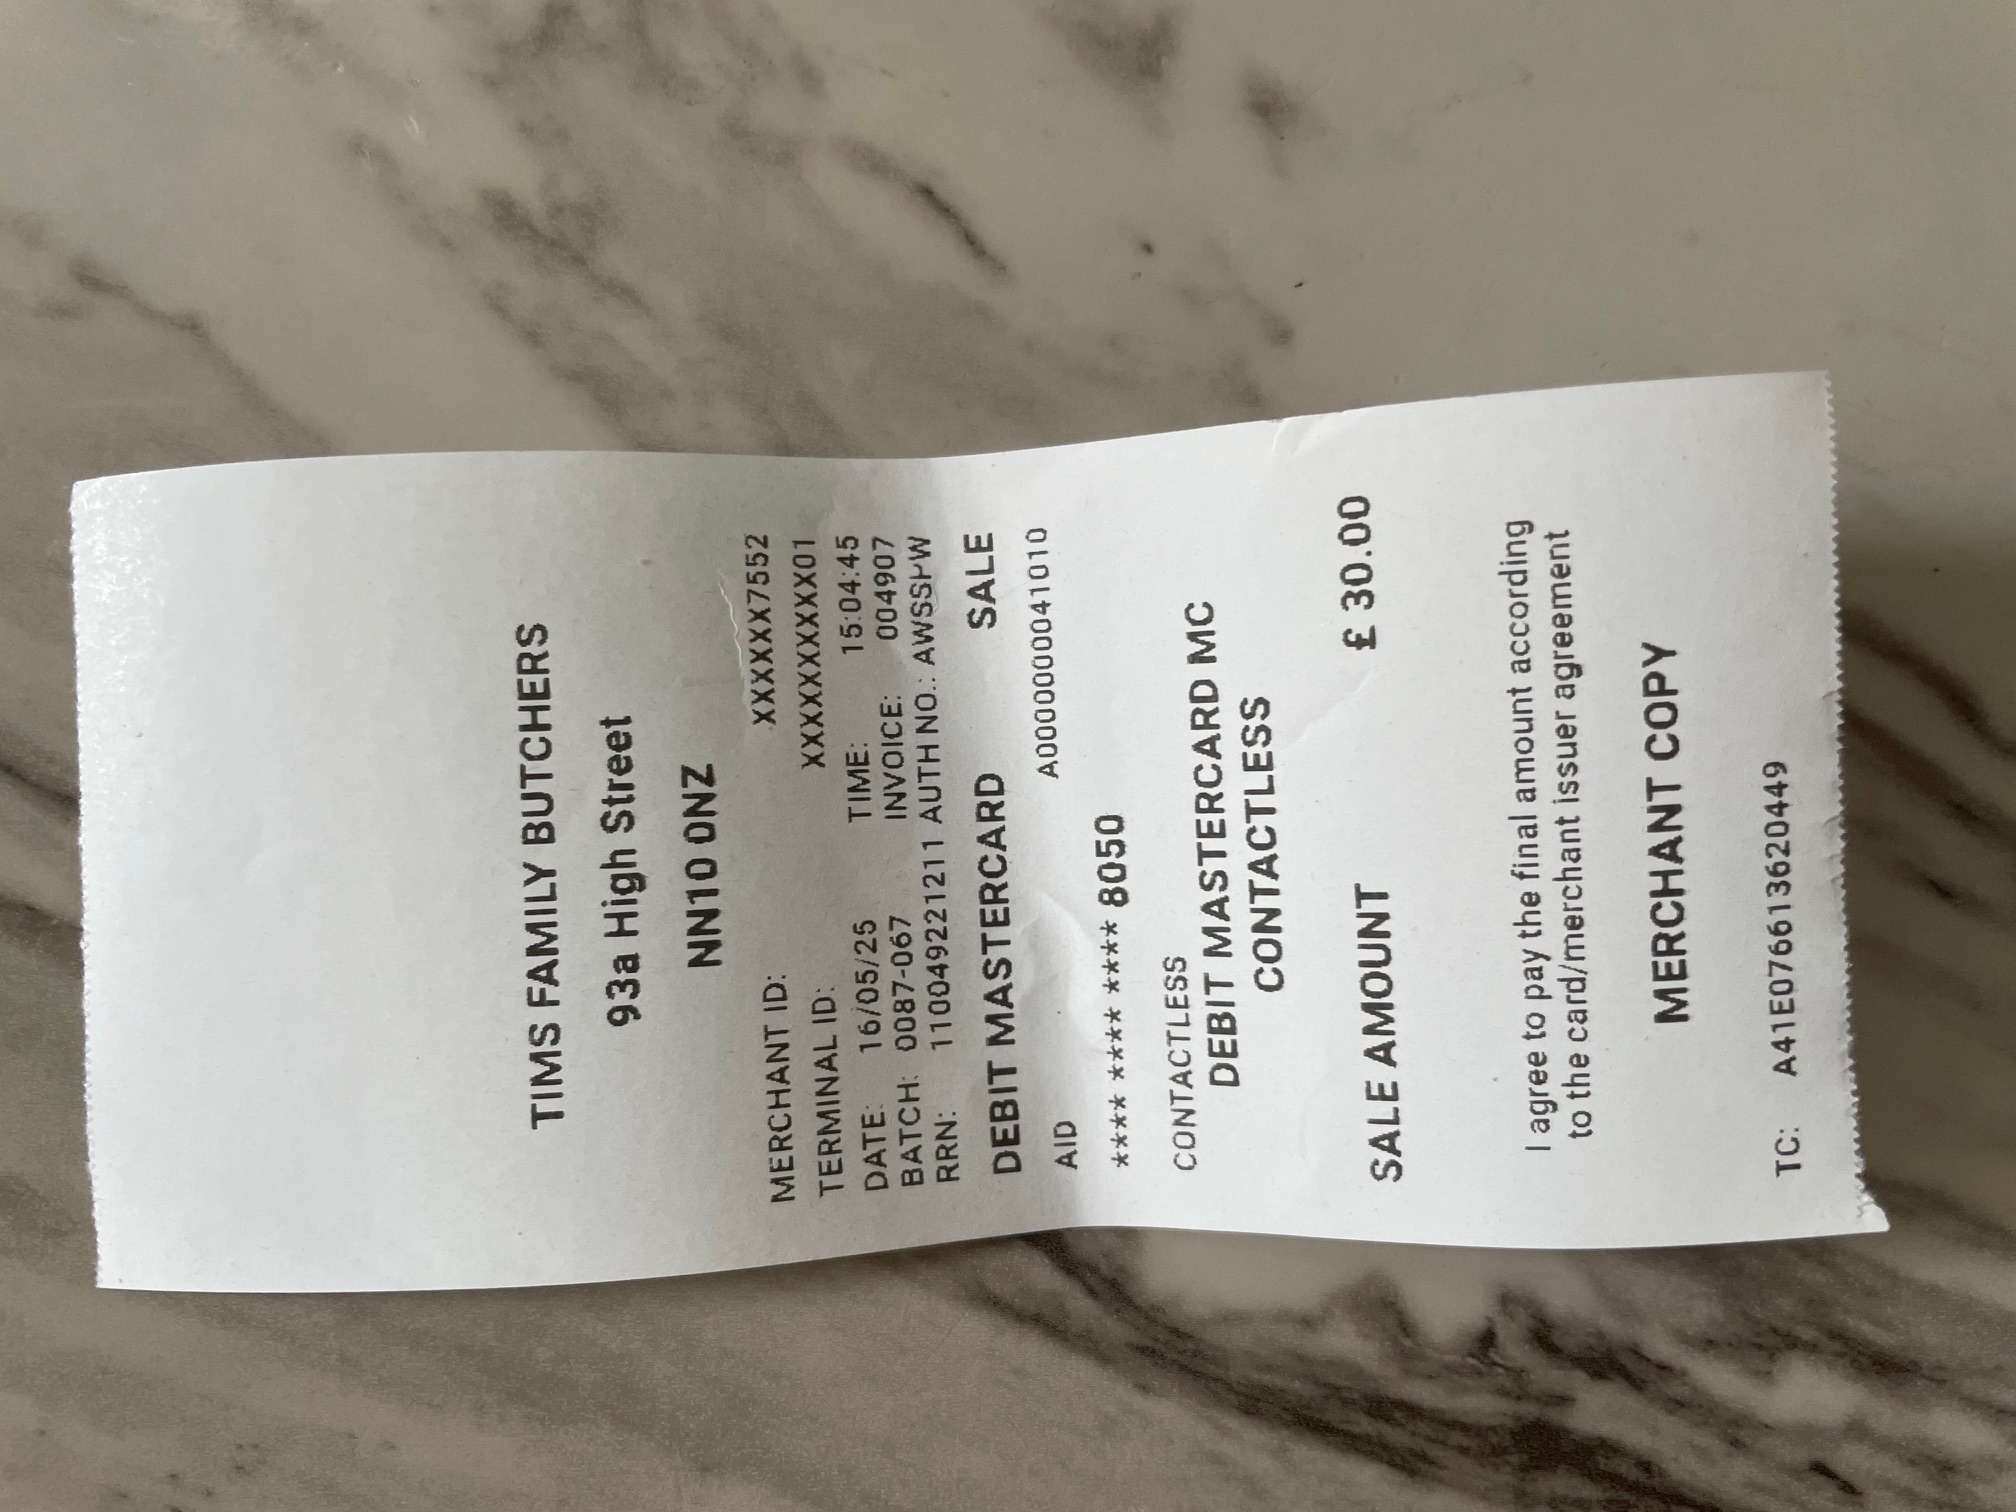 TIMS FAMILY BUTCHERS
93a High Street
NN10 0NZ
MERCHANT ID: XXXXXX7552
TERMINAL ID: XXXXXXXXXX01
DATE: 16/05/25 TIME: 15:04:45
BATCH: 0087-067 INVOICE: 004907
RRN: 110049221211 AUTH NO.: AWSSPW
DEBIT MASTERCARD SALE
AID A0000000041010
**** **** **** 8050
CONTACTLESS
DEBIT MASTERCARD MC
CONTACTLESS
SALE AMOUNT £ 30.00
I agree to pay the final amount according
to the card/merchant issuer agreement
MERCHANT COPY
TC: A41E076613620449